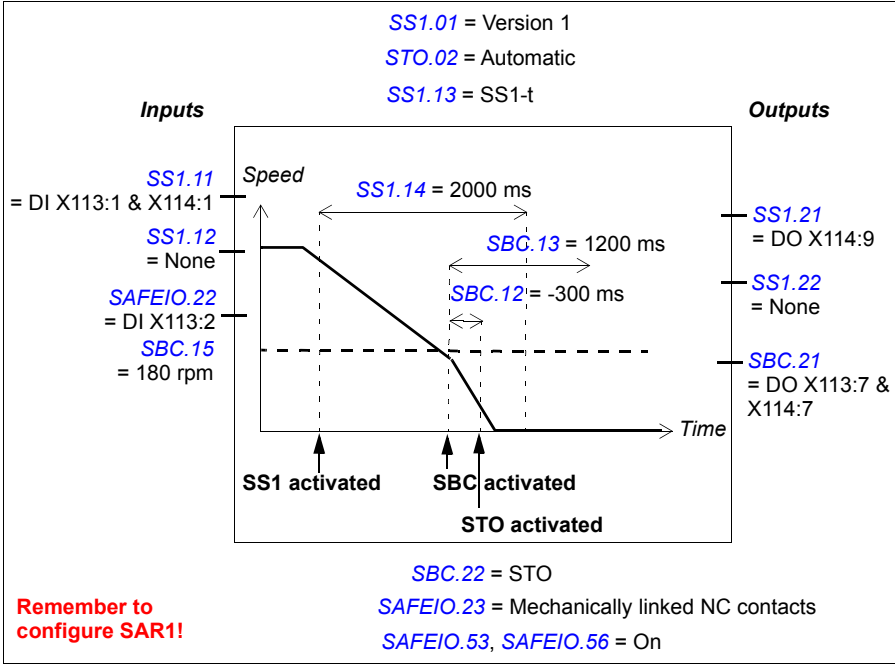 SS1.01 = Version 1
STO.02 = Automatic
SS1.13 = SS1-t
Inputs
Outputs
SS1.11
= DI X113:1 & X114:1
SS1.12
= None
SAFEIO.22
= DI X113:2
SBC.15
= 180 rpm
Speed
SS1.14 = 2000 ms
SBC.13 = 1200 ms
SBC.12 = -300 ms
Time
SS1 activated
SBC activated
STO activated
SS1.21
= DO X114:9
SS1.22
= None
SBC.21
= DO X113:7 &
X114:7
SBC.22 = STO
SAFEIO.23 = Mechanically linked NC contacts
SAFEIO.53, SAFEIO.56 = On
Remember to
configure SAR1!